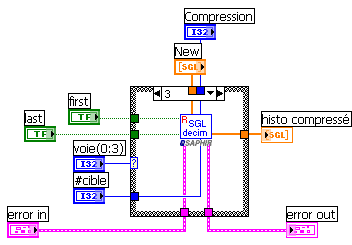 Compression
I32
New
SGL
3
first
TF
last
TF
R SGL
decim
SAPHIR
histo compressé
SGL
voie(0:3)
I32
?
#cible
I32
error in
error out